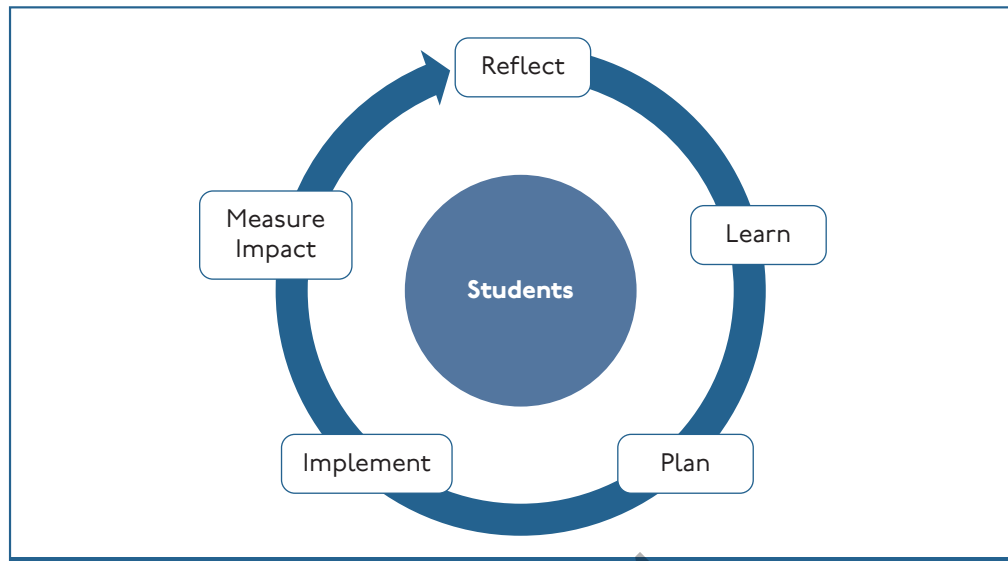 Reflect
Learn
Plan
Implement
Measure
Impact
Students